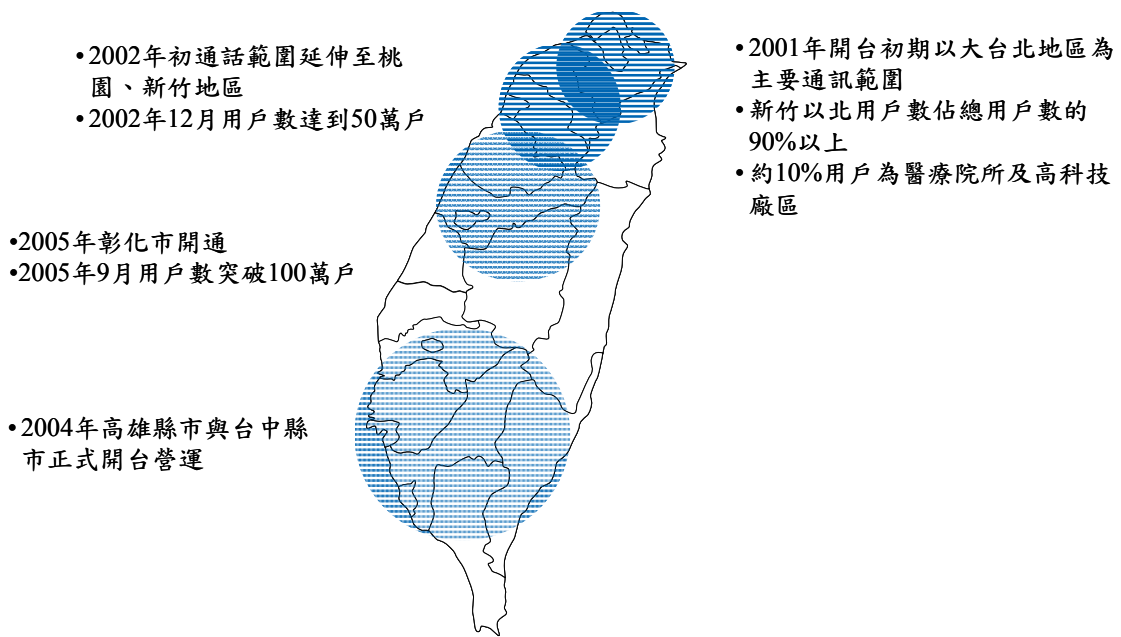 •2002年初通話範圍延伸至桃
園、新竹地區
•2002年12月用戶數達到50萬戶
•2001年開台初期以大台北地區為
主要通訊範圍
•新竹以北用戶數佔總用戶數的
90%以上
•約10%用戶為醫療院所及高科技
廠區
•2005年彰化市開通
•2005年9月用戶數突破100萬戶
•2004年高雄縣市與台中縣
市正式開台營運